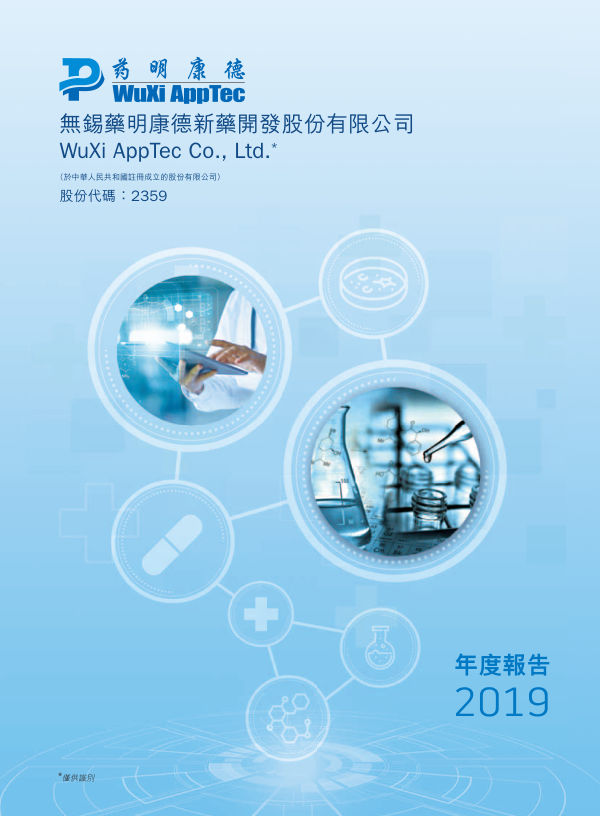 药明康德
WuXi AppTec
無錫藥明康德新藥開發股份有限公司
WuXi AppTec Co., Ltd.*
（於中華人民共和國註冊成立的股份有限公司）
股份代碼：2359
年度報告
2019
*僅供識別